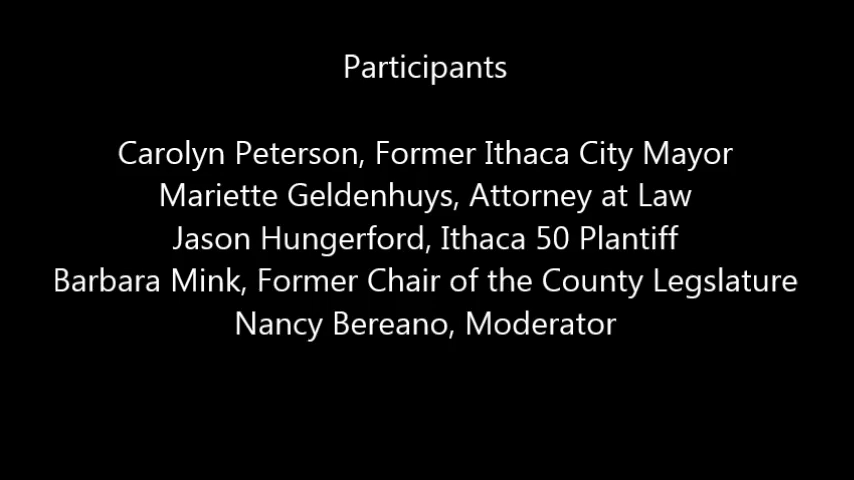 Participants
Carolyn Peterson, Former Ithaca City Mayor
Mariette Geldenhuys, Attorney at Law
Jason Hungerford, Ithaca 50 Plantiff
Barbara Mink, Former Chair of the County Legslature
Nancy Bereano, Moderator